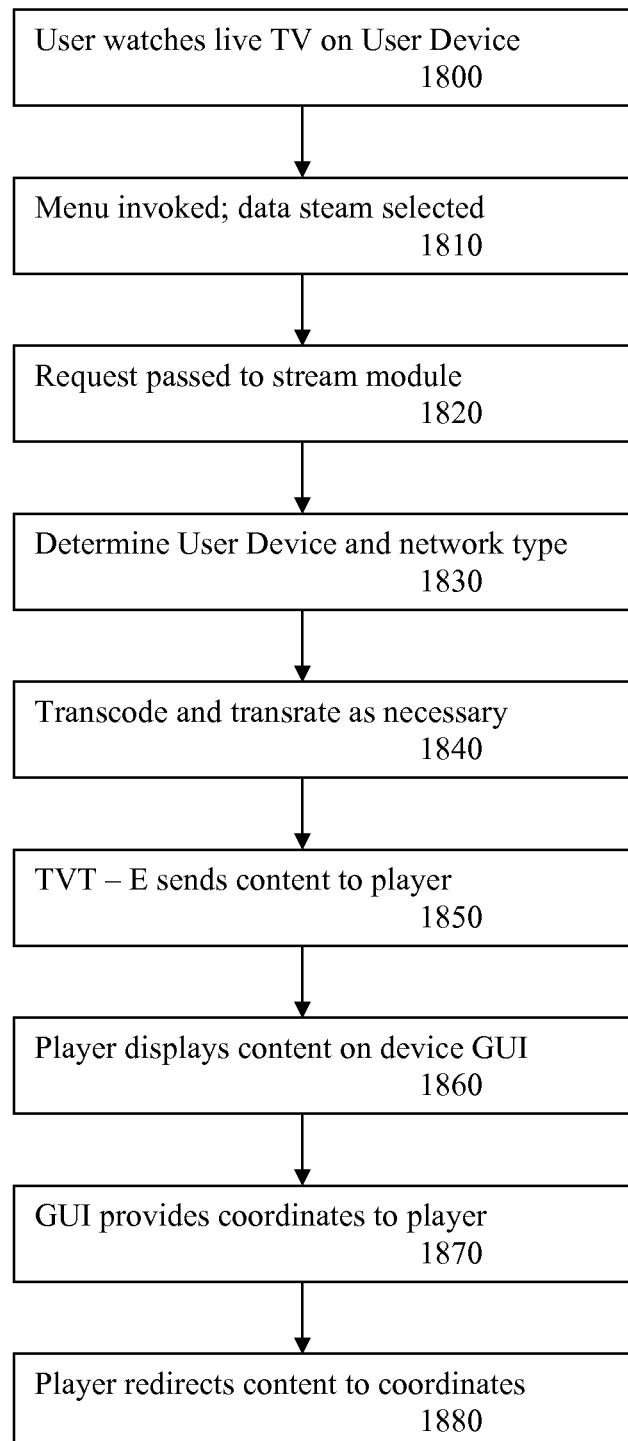 User watches live TV on User Device
1800
Menu invoked; data steam selected
1810
Request passed to stream module
1820
Determine User Device and network type
1830
Transcode and transrate as necessary
1840
TVT – E sends content to player
1850
Player displays content on device GUI
1860
GUI provides coordinates to player
1870
Player redirects content to coordinates
1880